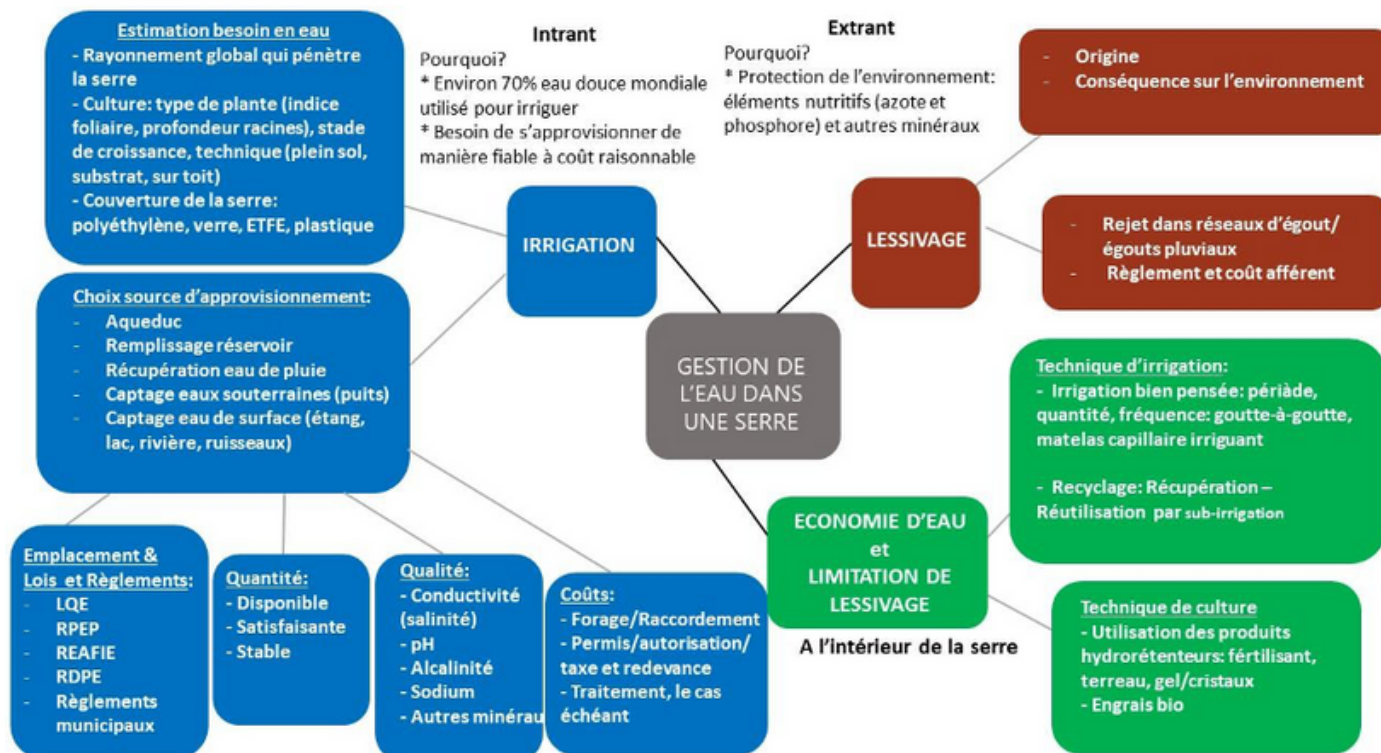 Estimation besoin en eau
- Rayonnement global qui pénètre
la serre
- Culture: type de plante (indice
foliaire, profondeur racines), stade
de croissance, technique (plein sol,
substrat, sur toit)
- Couverture de la serre:
polyéthylène, verre, ETFE, plastique
Intrant
Pourquoi?
* Environ 70% eau douce mondiale
utilisé pour irriguer
* Besoin de s'approvisionner de
manière fiable à coût raisonnable
Extrant
Pourquoi?
* Protection de l'environnement:
éléments nutritifs (azote et
phosphore) et autres minéraux
- Origine
- Conséquence sur l'environnement
IRRIGATION
LESSIVAGE
- Rejet dans réseaux d'égout/
égouts pluviaux
- Règlement et coût afférent
Choix source d'approvisionnement:
- Aqueduc
- Remplissage réservoir
- Récupération eau de pluie
- Captage eaux souterraines (puits)
- Captage eau de surface (étang,
lac, rivière, ruisseaux)
GESTION DE
L'EAU DANS
UNE SERRE
Technique d'irrigation:
- Irrigation bien pensée: périàde,
quantité, fréquence: goutte-à-goutte,
matelas capillaire irriguant
- Recyclage: Récupération –
Réutilisation par sub-irrigation
Emplacement &
Lois et Règlements:
- LQE
- RPEP
- REAFIE
- RDPE
- Règlements
municipaux
Quantité:
- Disponible
- Satisfaisante
- Stable
Qualité:
- Conductivité
(salinité)
- pH
- Alcalinité
- Sodium
- Autres minérau
Coûts:
- Forage/Raccordement
- Permis/autorisation/
taxe et redevance
- Traitement, le cas
échéant
ECONOMIE D'EAU
et
LIMITATION DE
LESSIVAGE
A l'intérieur de la serre
Technique de culture
- Utilisation des produits
hydrorétenteurs: fértilisant,
terreau, gel/cristaux
- Engrais bio